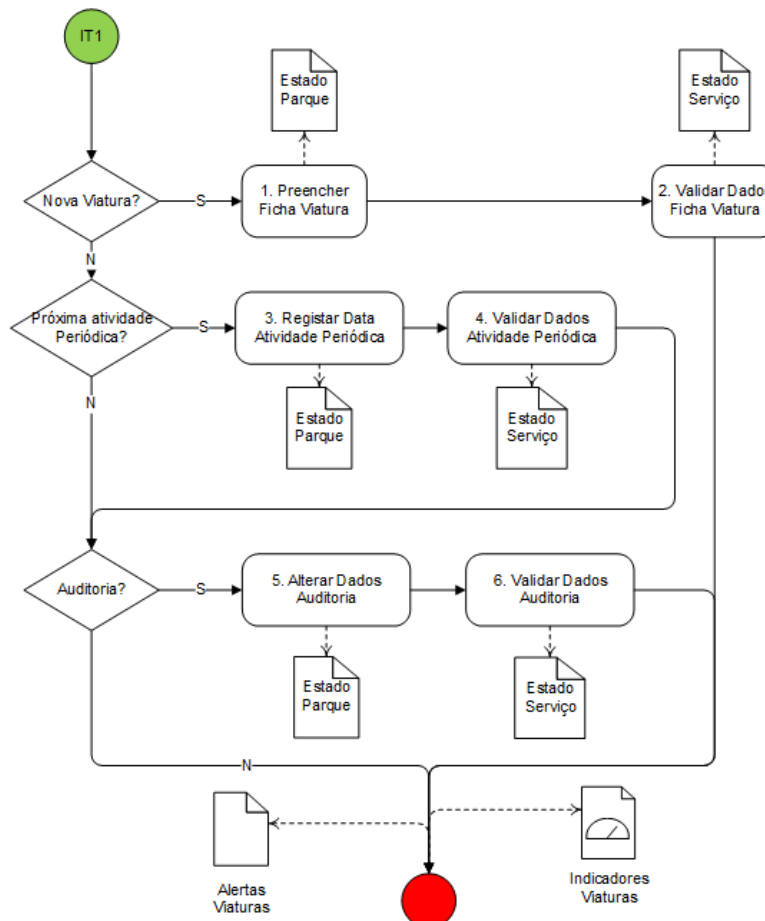 IT1
Estado
Parque
Estado
Serviço
Nova Viatura?
S
1. Preencher
Ficha Viatura
2. Validar Dados
Ficha Viatura
N
Próxima atividade
Periódica?
S
3. Registar Data
Atividade Periódica
4. Validar Dados
Atividade Periódica
N
Estado
Parque
Estado
Serviço
Auditoria?
S
5. Alterar Dados
Auditoria
6. Validar Dados
Auditoria
Estado
Parque
Estado
Serviço
N
Alertas
Viaturas
Indicadores
Viaturas